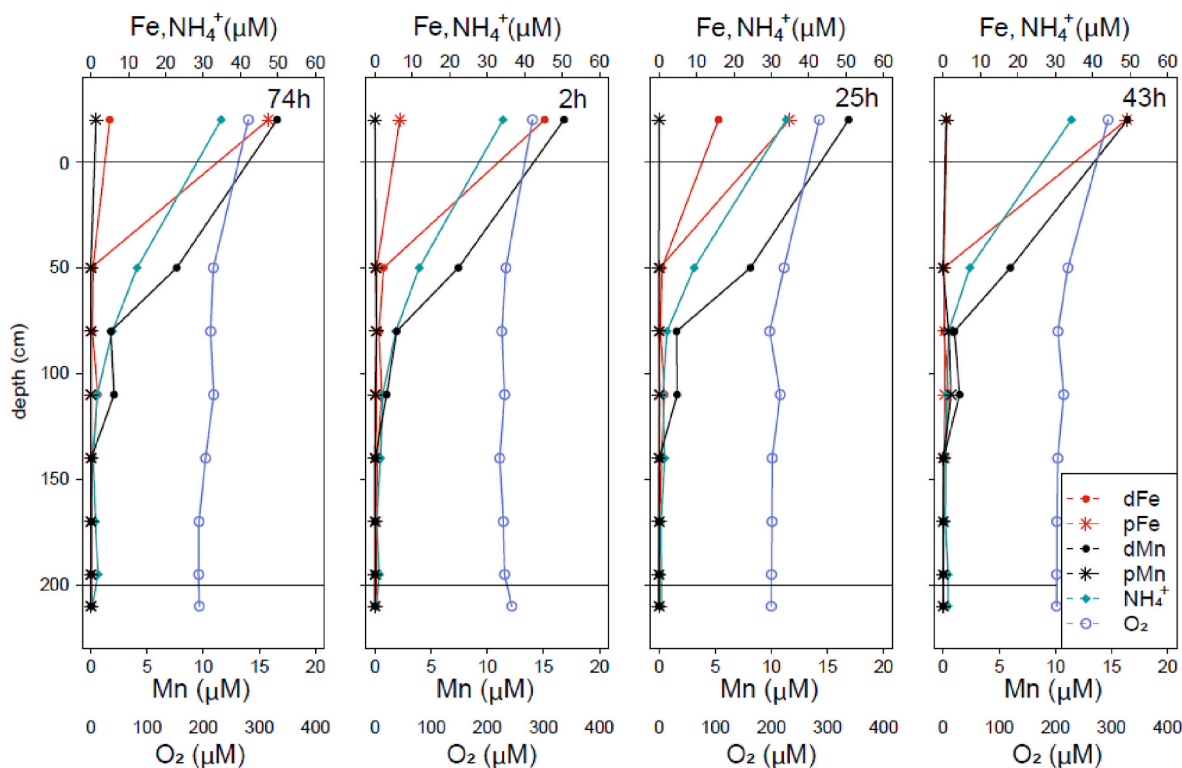 Fe,NH₄⁺(µM) Fe,NH₄⁺(µM) Fe,NH₄⁺(µM) Fe,NH₄⁺(µM)
0 10 20 30 40 50 60 0 10 20 30 40 50 60 0 10 20 30 40 50 60 0 10 20 30 40 50 60
74h 2h 25h 43h
0
50
100
150
200
depth (cm)
dFe
pFe
dMn
pMn
NH₄⁺
O₂
0 5 10 15 20 0 5 10 15 20 0 5 10 15 20 0 5 10 15 20
Mn (µM) Mn (µM) Mn (µM) Mn (µM)
0 100 200 300 400 0 100 200 300 400 0 100 200 300 400 0 100 200 300 400
O₂ (µM) O₂ (µM) O₂ (µM) O₂ (µM)